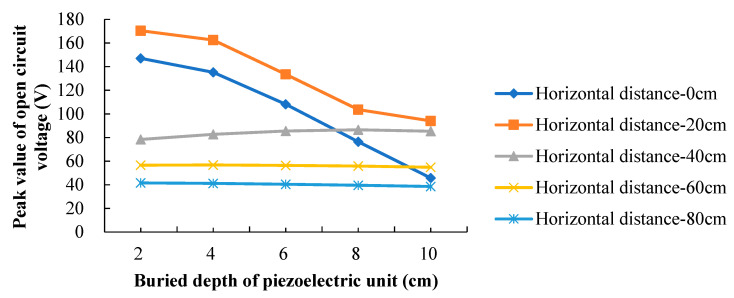 180
160
140
120
100
80
60
40
20
0
Peak value of open circuit
voltage (V)
2 4 6 8 10
Buried depth of piezoelectric unit (cm)
Horizontal distance-0cm
Horizontal distance-20cm
Horizontal distance-40cm
Horizontal distance-60cm
Horizontal distance-80cm